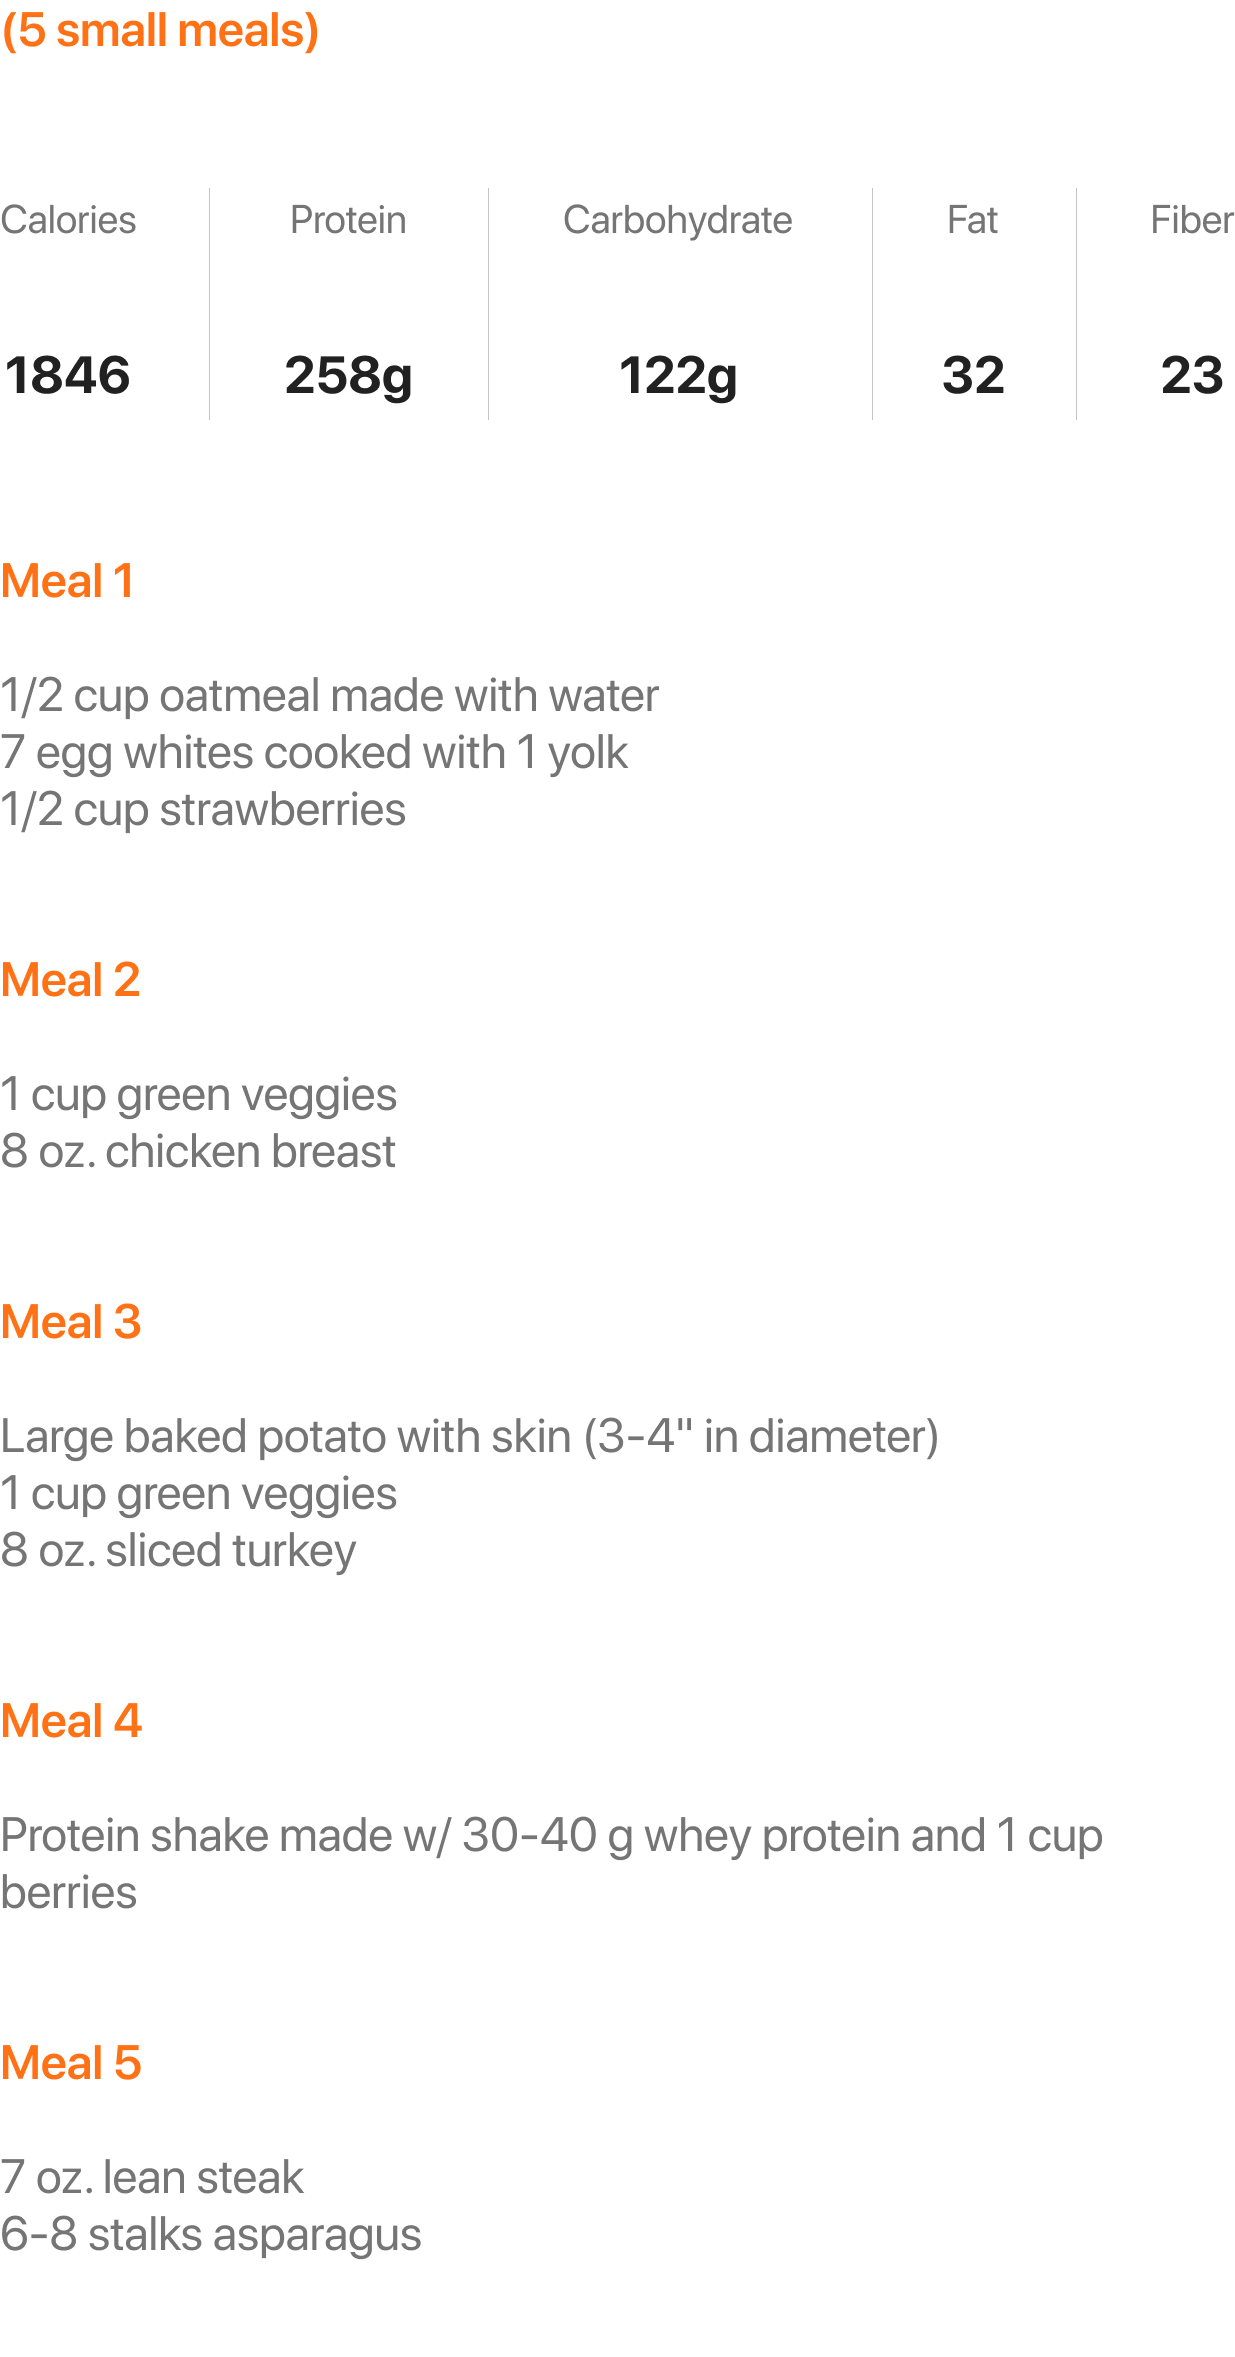 (5 small meals)
Calories Protein Carbohydrate Fat Fiber
1846 258g 122g 32 23
Meal 1
1/2 cup oatmeal made with water
7 egg whites cooked with 1 yolk
1/2 cup strawberries
Meal 2
1 cup green veggies
8 oz. chicken breast
Meal 3
Large baked potato with skin (3-4" in diameter)
1 cup green veggies
8 oz. sliced turkey
Meal 4
Protein shake made w/ 30-40 g whey protein and 1 cup
berries
Meal 5
7 oz. lean steak
6-8 stalks asparagus